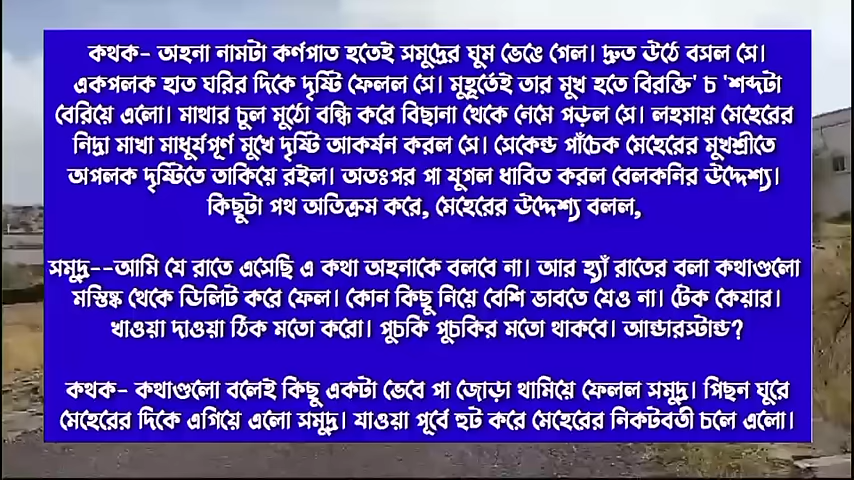 কথক- অহনা নামটা কর্ণপাত হতেই সমুদ্রের ঘুম ভেঙে গেল। দ্রুত উঠে বসল সে।
একপলক হাত ঘরির দিকে দৃষ্টি ফেলল সে। মুহূর্তেই তার মুখ হতে বিরক্তি' চ 'শব্দটা
বেরিয়ে এলো। মাথার চুল মুঠো বন্ধি করে বিছানা থেকে নেমে পড়ল সে। লহমায় মেহেরের
নিদ্রা মাখা মাধুর্যপূর্ণ মুখে দৃষ্টি আকর্ষন করল সে। সেকেন্ড পাঁচেক মেহেরের মুখশ্রীতে
অপলক দৃষ্টিতে তাকিয়ে রইল। অতঃপর পা যুগল ধাবিত করল বেলকনির উদ্দেশ্য।
কিছুটা পথ অতিক্রম করে, মেহেরের উদ্দেশ্য বলল,
সমুদ্র--আমি যে রাতে এসেছি এ কথা অহনাকে বলবে না। আর হ্যাঁ রাতের বলা কথাগুলো
মস্তিষ্ক থেকে ডিলিট করে ফেল। কোন কিছু নিয়ে বেশি ভাবতে যেও না। টেক কেয়ার।
খাওয়া দাওয়া ঠিক মতো করো। পুচকি পুচকির মতো থাকবে। আন্ডারস্টান্ড?
কথক- কথাগুলো বলেই কিছু একটা ভেবে পা জোড়া থামিয়ে ফেলল সমুদ্র। পিছন ঘুরে
মেহেরের দিকে এগিয়ে এলো সমুদ্র। যাওয়া পূর্বে হুট করে মেহেরের নিকটবর্তী চলে এলো।